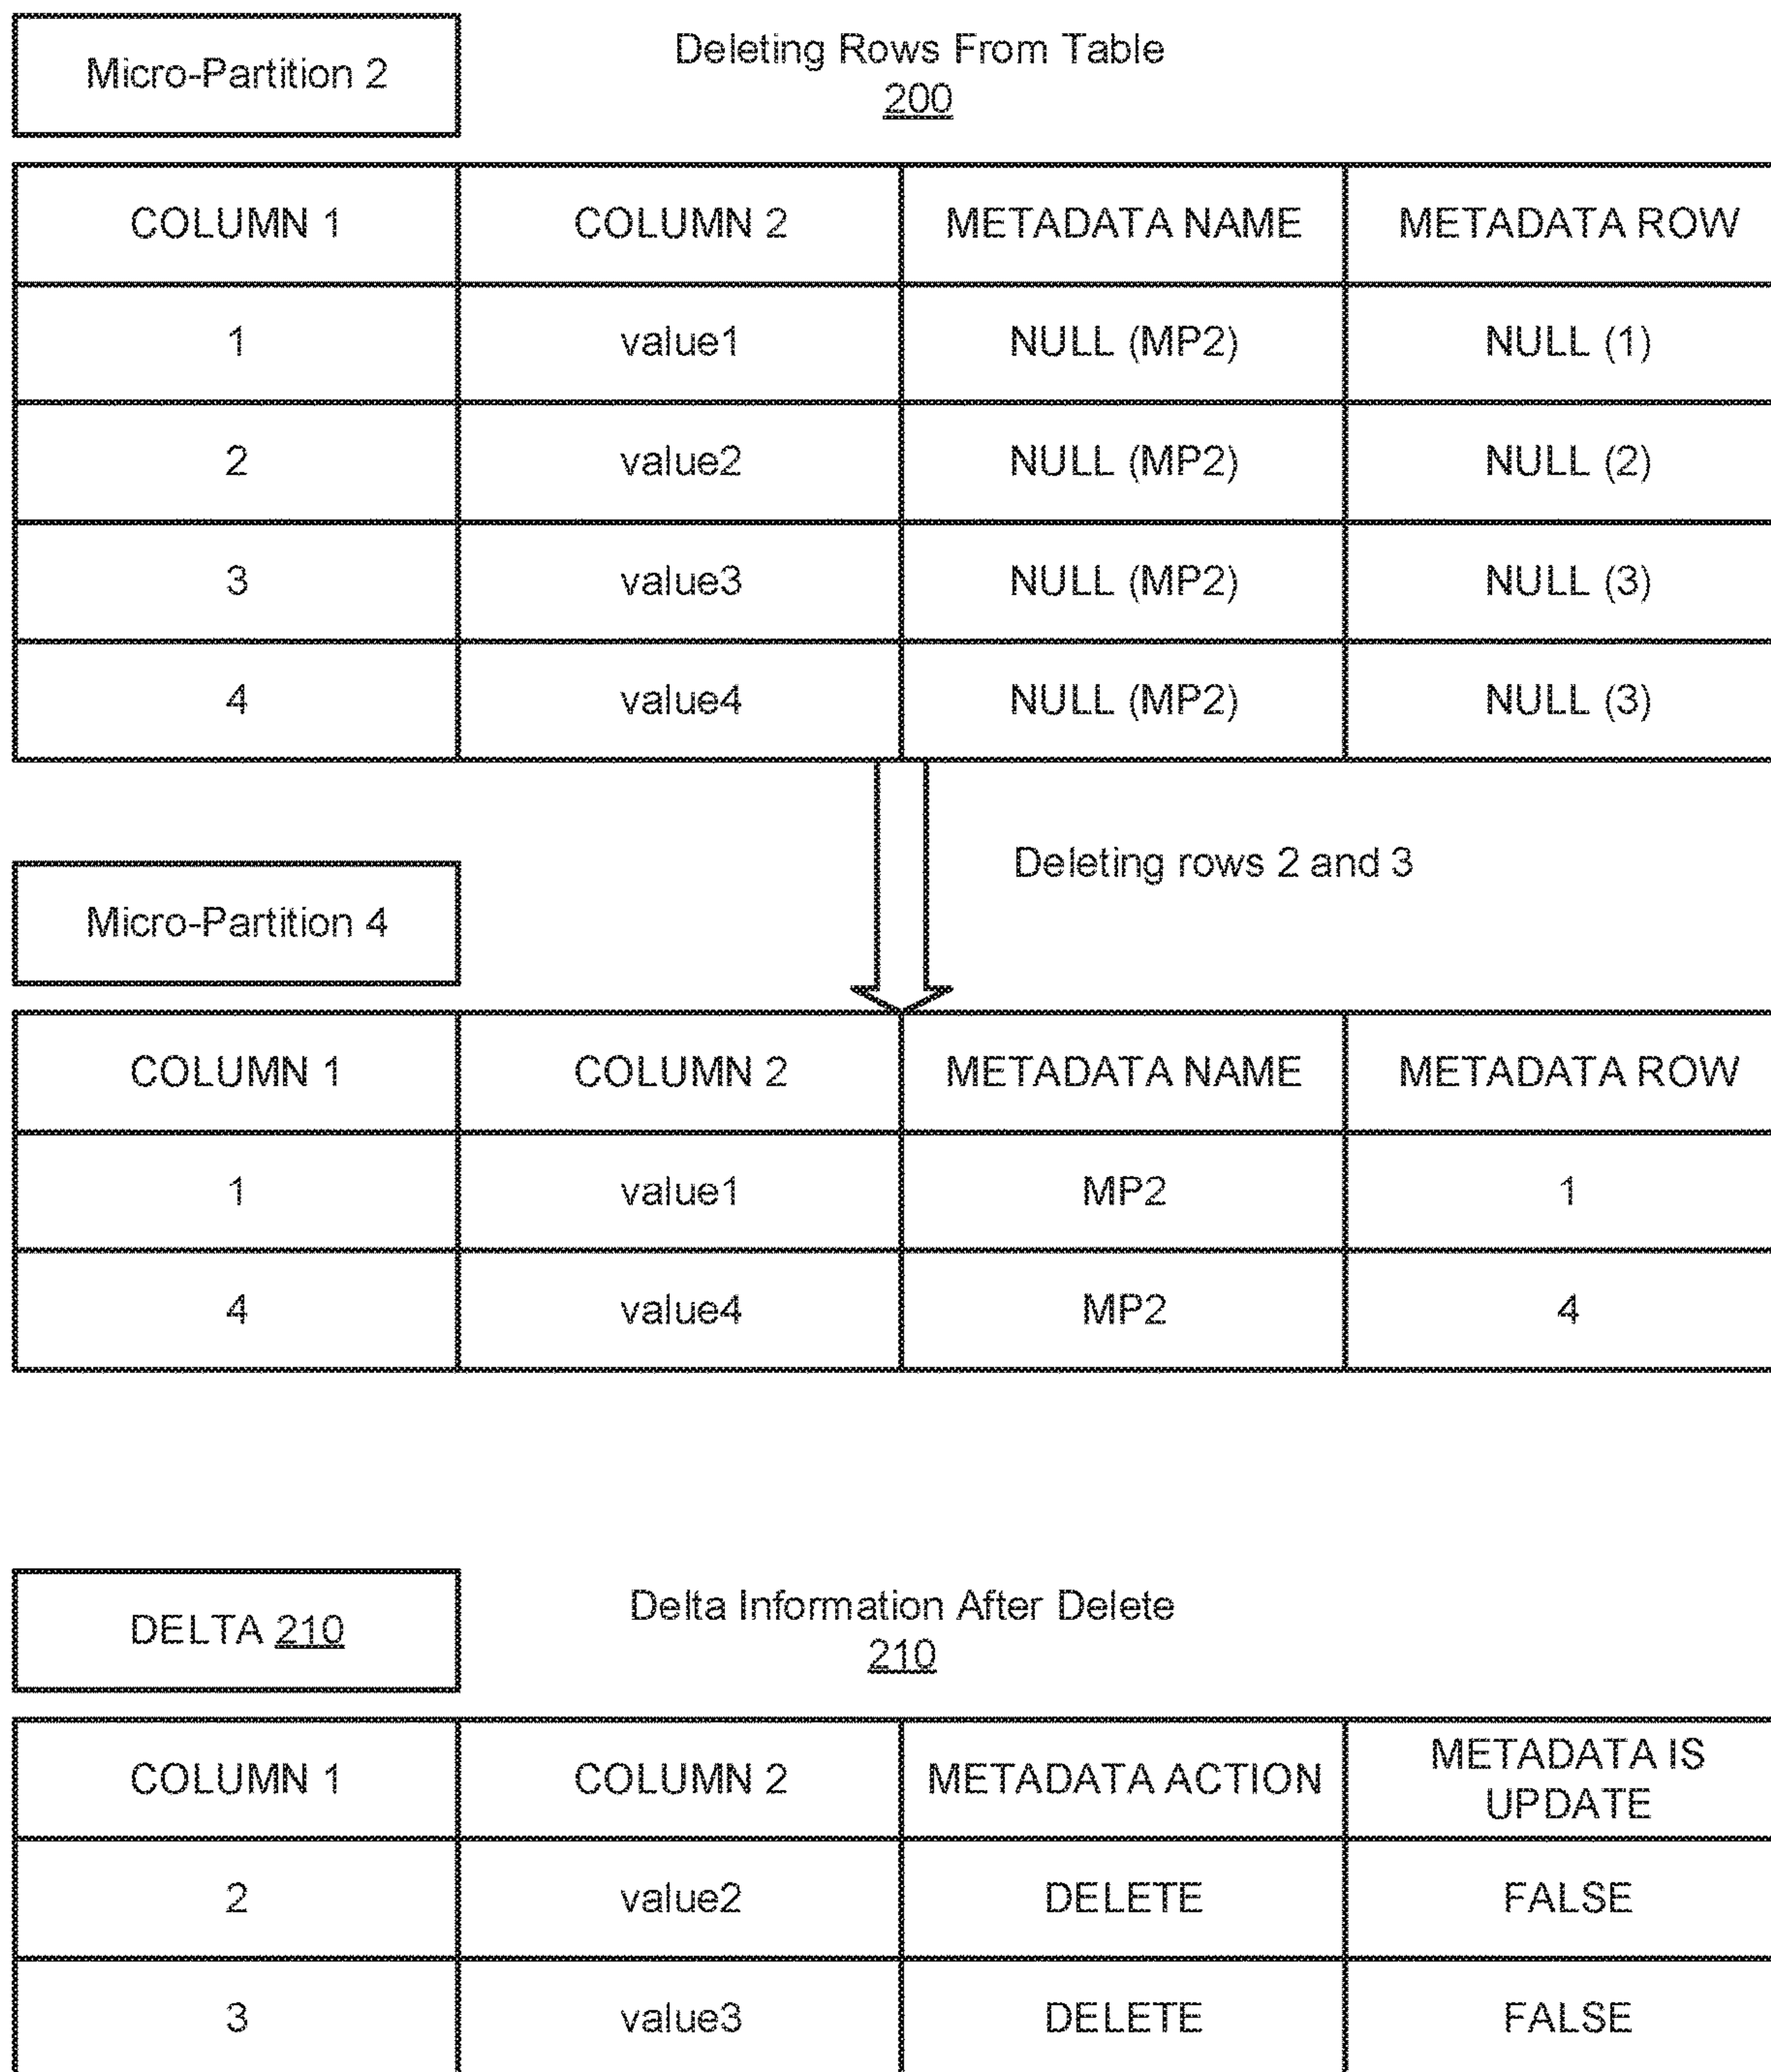 Micro-Partition 2
Deleting Rows From Table
200
COLUMN 1 COLUMN 2 METADATA NAME METADATA ROW
1 value1 NULL (MP2) NULL (1)
2 value2 NULL (MP2) NULL (2)
3 value3 NULL (MP2) NULL (3)
4 value4 NULL (MP2) NULL (3)
Deleting rows 2 and 3
Micro-Partition 4
COLUMN 1 COLUMN 2 METADATA NAME METADATA ROW
1 value1 MP2 1
4 value4 MP2 4
DELTA 210
Delta Information After Delete
210
COLUMN 1 COLUMN 2 METADATA ACTION METADATA IS
UPDATE
2 value2 DELETE FALSE
3 value3 DELETE FALSE